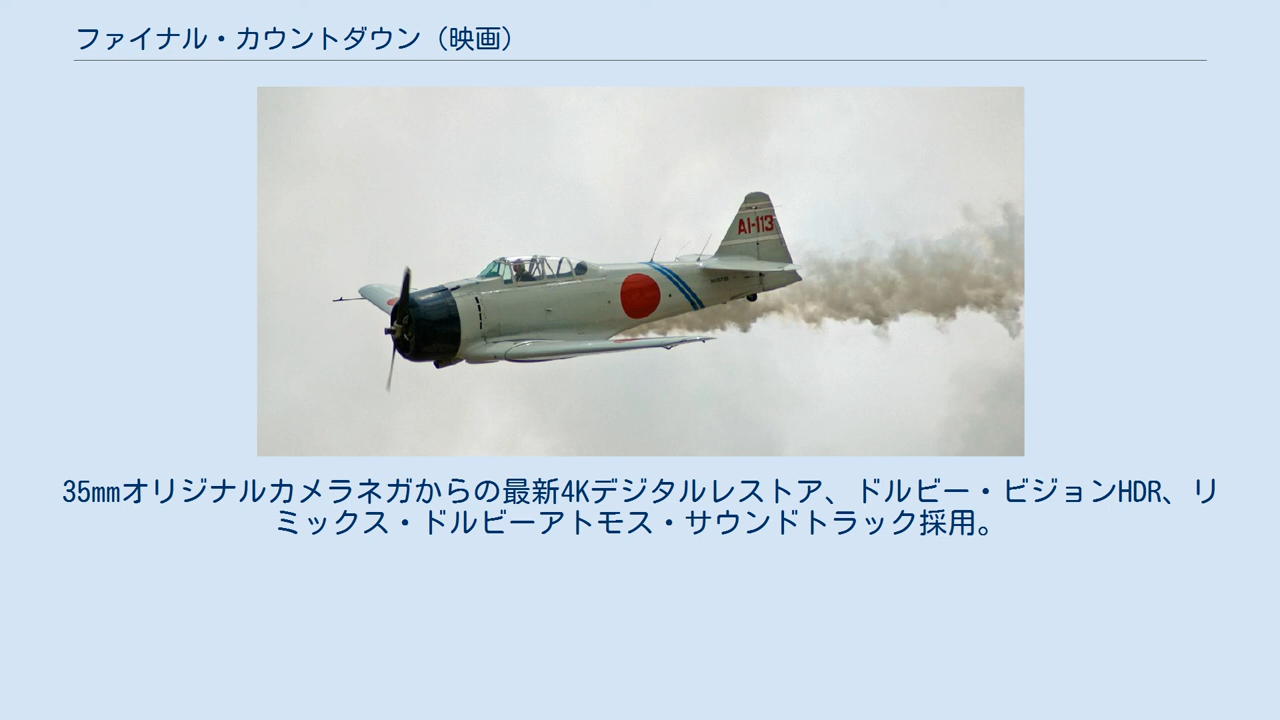 ファイナル・カウントダウン（映画）
AI-113
35mmオリジナルカメラネガからの最新4Kデジタルレストア、ドルビー・ビジョンHDR、リ
ミックス・ドルビーアトモス・サウンドトラック採用。